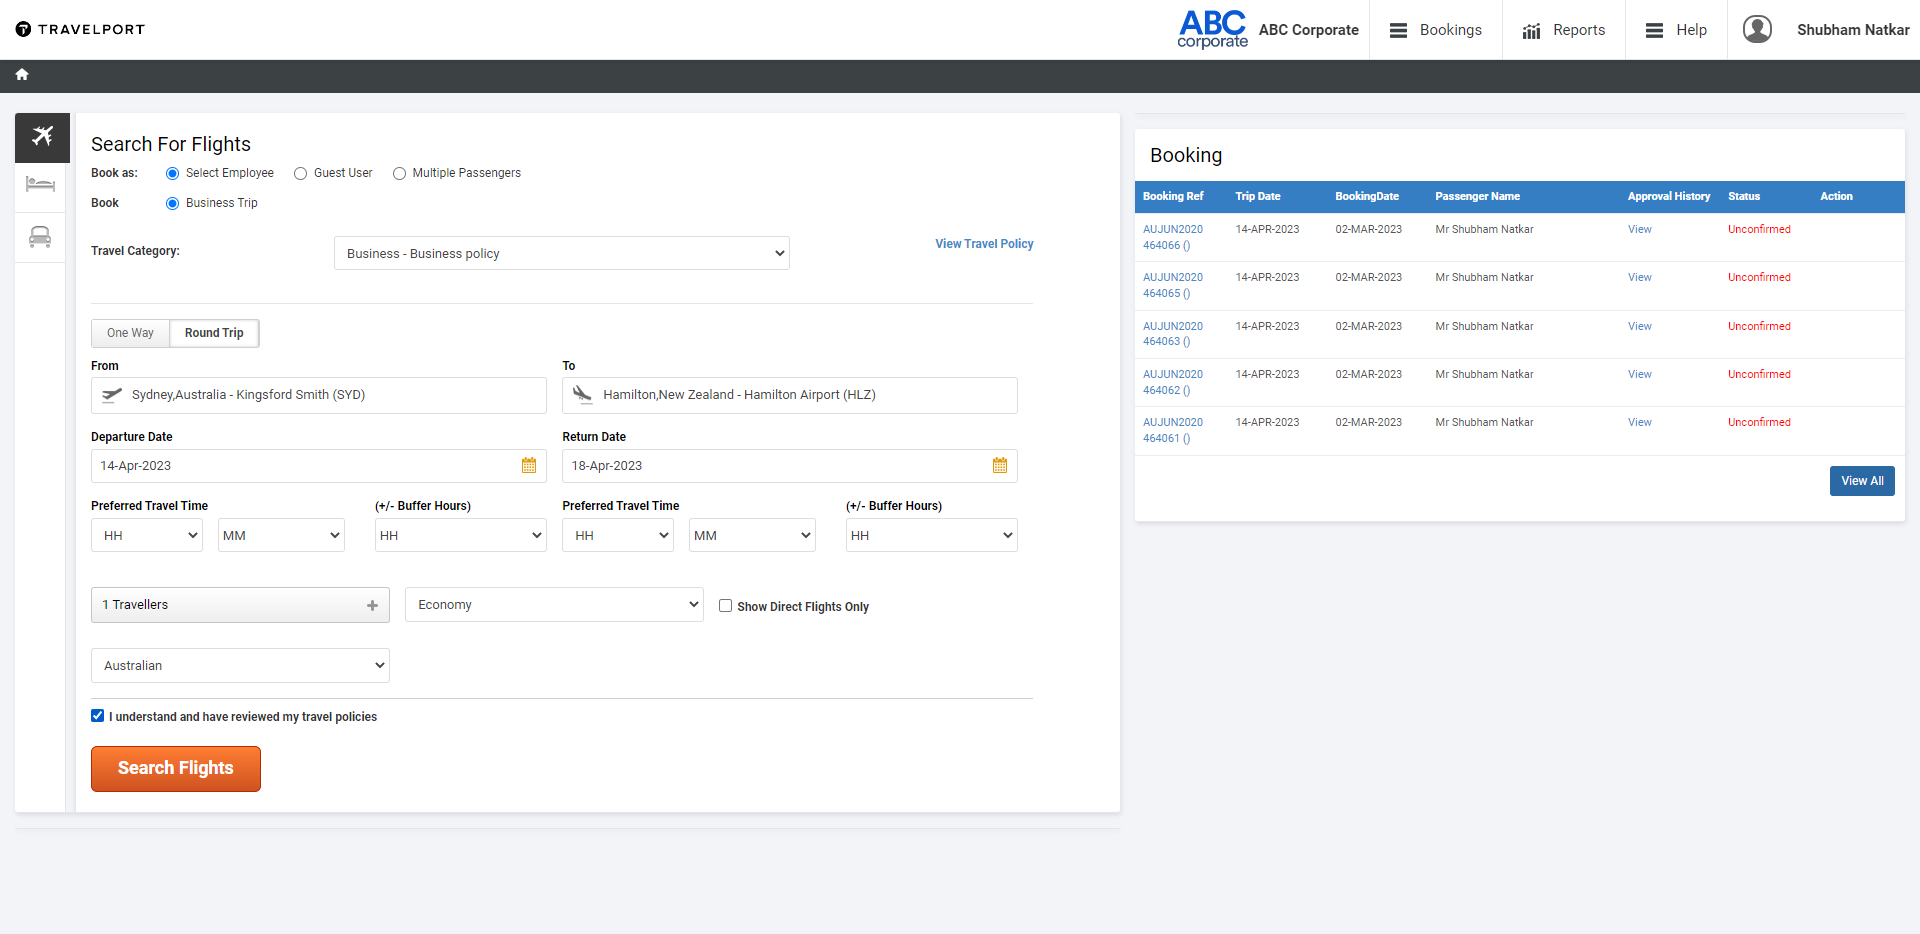 TRAVELPORT
ABC corporate
ABC Corporate
Bookings
Reports
Help
Shubham Natkar
Search For Flights
Book as: Select Employee Guest User Multiple Passengers
Book Business Trip
Travel Category: Business - Business policy View Travel Policy
One Way Round Trip
From To
Sydney,Australia - Kingsford Smith (SYD) Hamilton,New Zealand - Hamilton Airport (HLZ)
Departure Date Return Date
14-Apr-2023 18-Apr-2023
Preferred Travel Time (+/- Buffer Hours) Preferred Travel Time (+/- Buffer Hours)
HH MM HH HH MM HH
1 Travellers + Economy Show Direct Flights Only
Australian
I understand and have reviewed my travel policies
Search Flights
Booking
Booking Ref Trip Date BookingDate Passenger Name Approval History Status Action
AUJUN2020 14-APR-2023 02-MAR-2023 Mr Shubham Natkar View Unconfirmed
464066 ()
AUJUN2020 14-APR-2023 02-MAR-2023 Mr Shubham Natkar View Unconfirmed
464065 ()
AUJUN2020 14-APR-2023 02-MAR-2023 Mr Shubham Natkar View Unconfirmed
464063 ()
AUJUN2020 14-APR-2023 02-MAR-2023 Mr Shubham Natkar View Unconfirmed
464062 ()
AUJUN2020 14-APR-2023 02-MAR-2023 Mr Shubham Natkar View Unconfirmed
464061 ()
View All